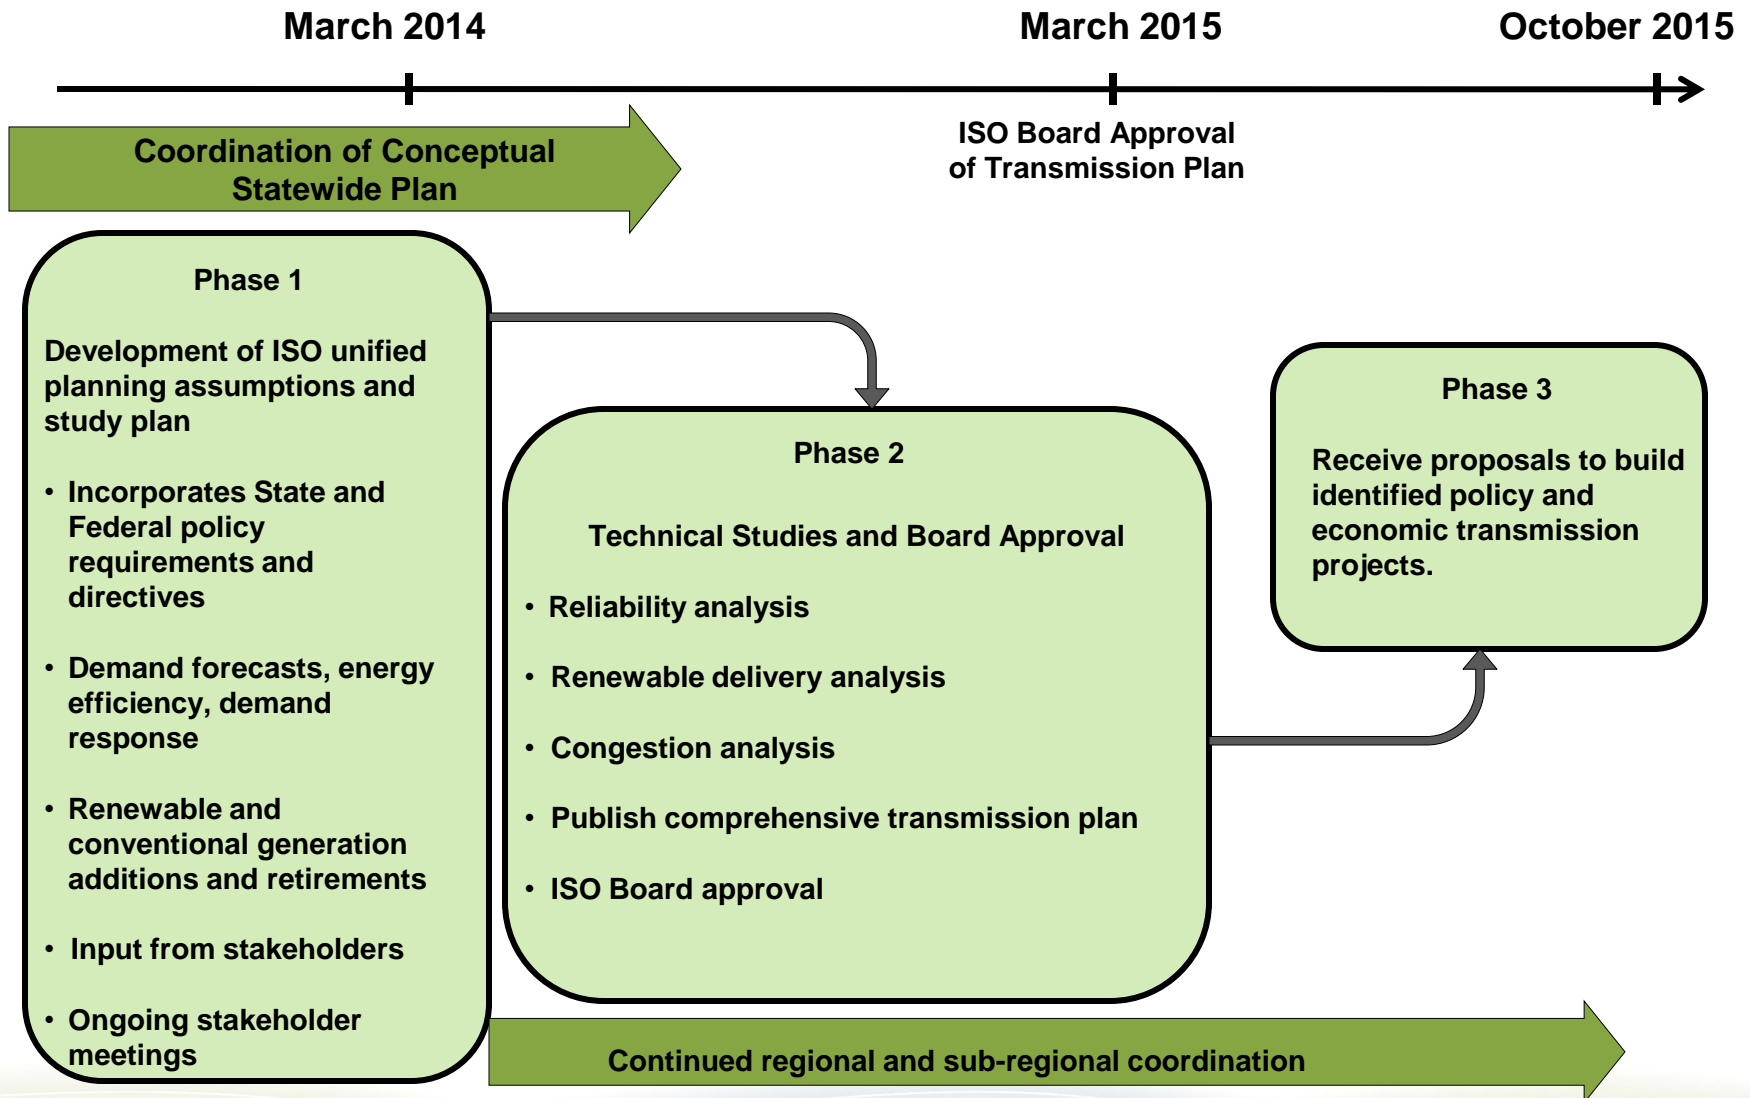 March 2014
March 2015
October 2015
Coordination of Conceptual
Statewide Plan
ISO Board Approval
of Transmission Plan
Phase 1
Development of ISO unified
planning assumptions and
study plan
• Incorporates State and
Federal policy
requirements and
directives
• Demand forecasts, energy
efficiency, demand
response
• Renewable and
conventional generation
additions and retirements
• Input from stakeholders
• Ongoing stakeholder
meetings
Phase 2
Technical Studies and Board Approval
• Reliability analysis
• Renewable delivery analysis
• Congestion analysis
• Publish comprehensive transmission plan
• ISO Board approval
Phase 3
Receive proposals to build
identified policy and
economic transmission
projects.
Continued regional and sub-regional coordination